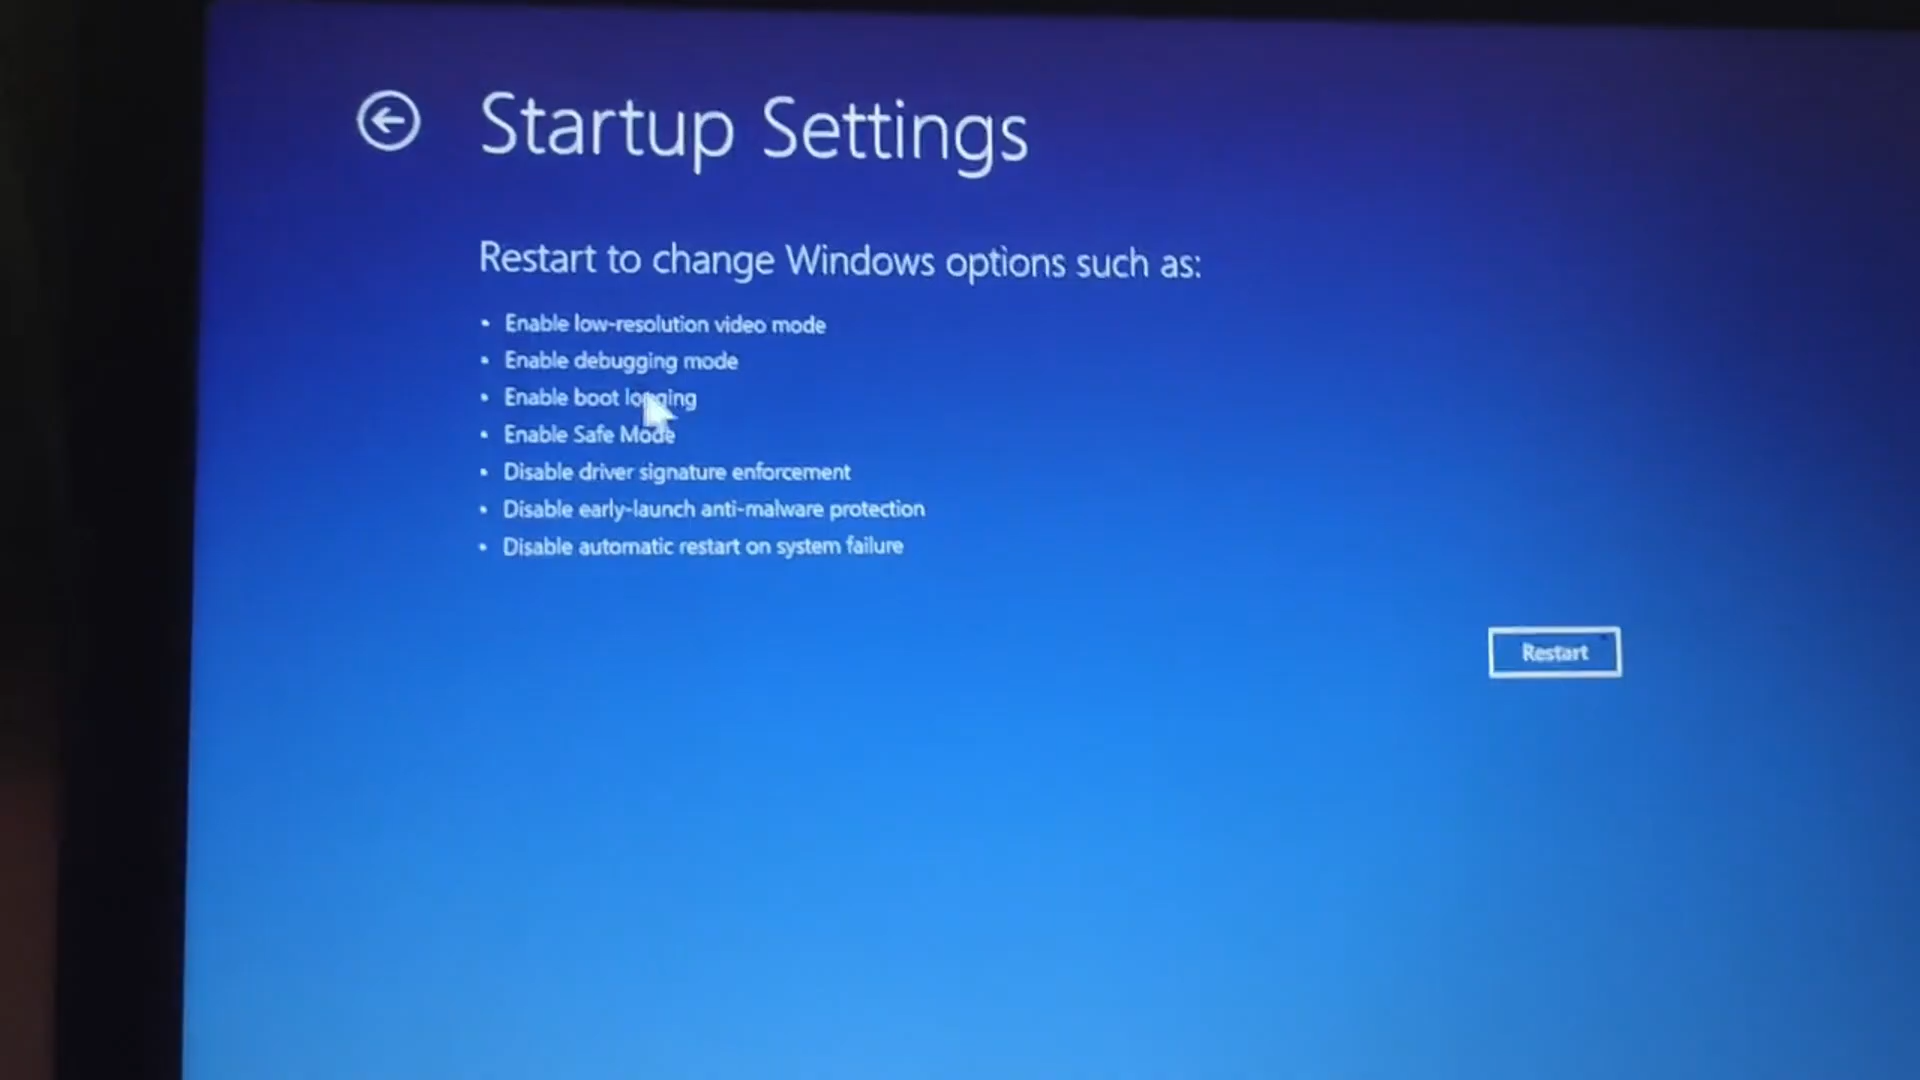 Startup Settings
Restart to change Windows options such as:
• Enable low-resolution video mode
• Enable debugging mode
• Enable boot logging
• Enable Safe Mode
• Disable driver signature enforcement
• Disable early-launch anti-malware protection
• Disable automatic restart on system failure
Restart